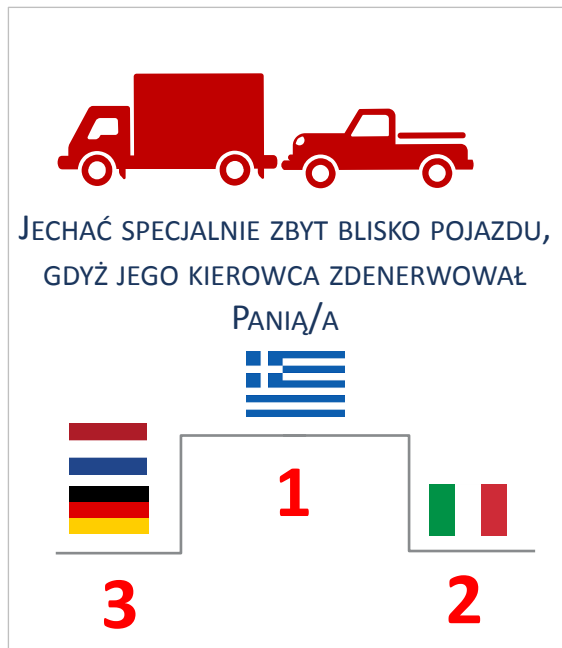 JECHAĆ SPECJALNIE ZBYT BLISKO POJAZDU,
GDYŻ JEGO KIEROWCA ZDENERWOWAŁ
PANIĄ/A
1
3
2